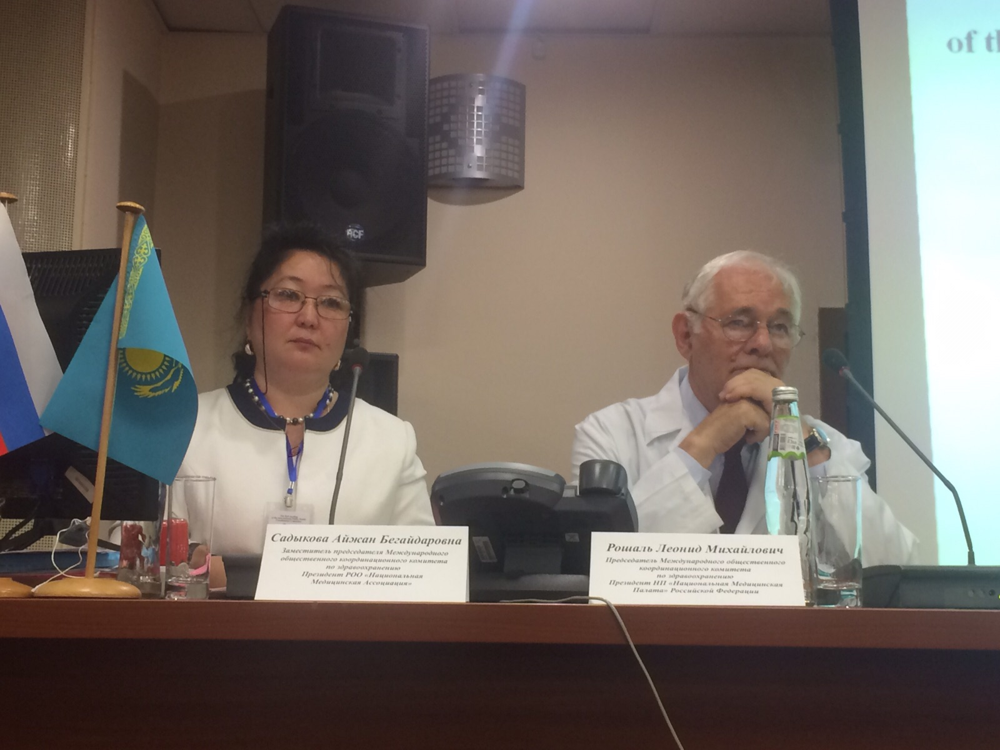 of th
RCF
Садыкова Айжан Бегайдаровна
Заместитель председателя Международного
общественного координационного комитета
по здравоохранению
Президент РОО «Национальная
Медицинская Ассоциация»
Рошаль Леонид Михайлович
Председатель Международного общественного
координационного комитета
по здравоохранению
Президент НП «Национальная Медицинская
Палата» Российской Федерации